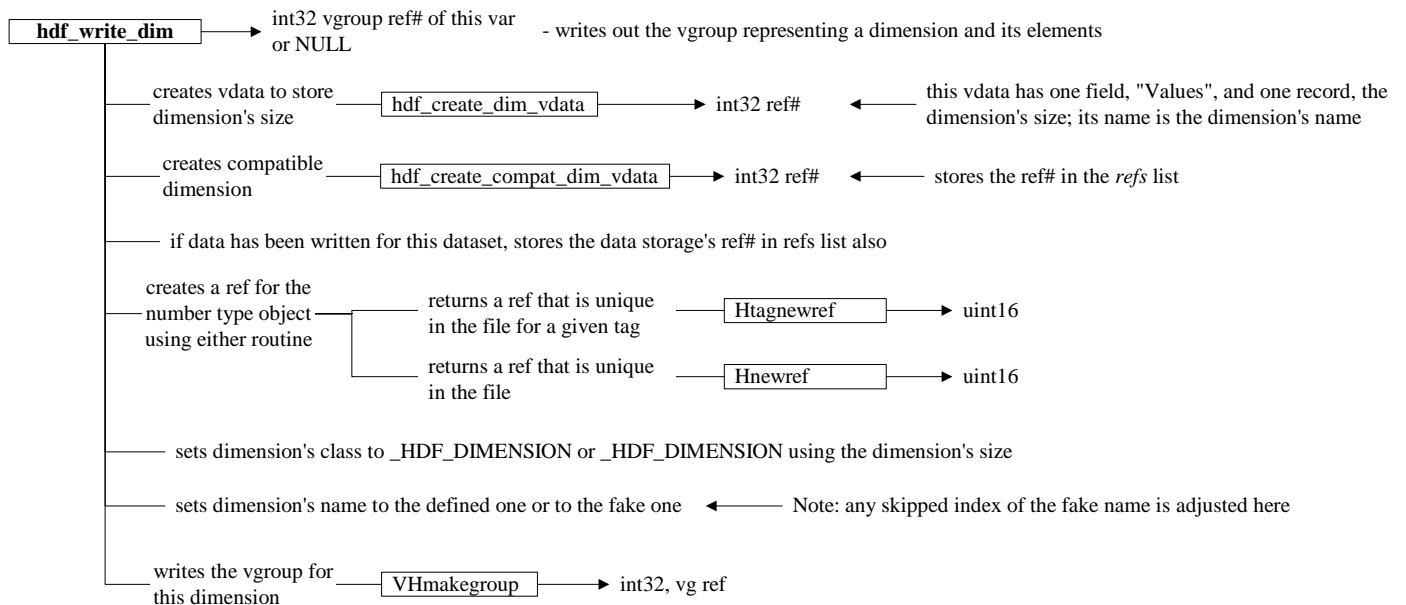 hdf_write_dim
int32 vgroup ref# of this var
or NULL
- writes out the vgroup representing a dimension and its elements
creates vdata to store
dimension's size
hdf_create_dim_vdata
int32 ref#
this vdata has one field, "Values", and one record, the
dimension's size; its name is the dimension's name
creates compatible
dimension
hdf_create_compat_dim_vdata
int32 ref#
stores the ref# in the refs list
if data has been written for this dataset, stores the data storage's ref# in refs list also
creates a ref for the
number type object
using either routine
returns a ref that is unique
in the file for a given tag
Htagnewref
uint16
returns a ref that is unique
in the file
Hnewref
uint16
sets dimension's class to _HDF_DIMENSION or _HDF_DIMENSION using the dimension's size
sets dimension's name to the defined one or to the fake one
Note: any skipped index of the fake name is adjusted here
writes the vgroup for
this dimension
VHmakegroup
int32, vg ref